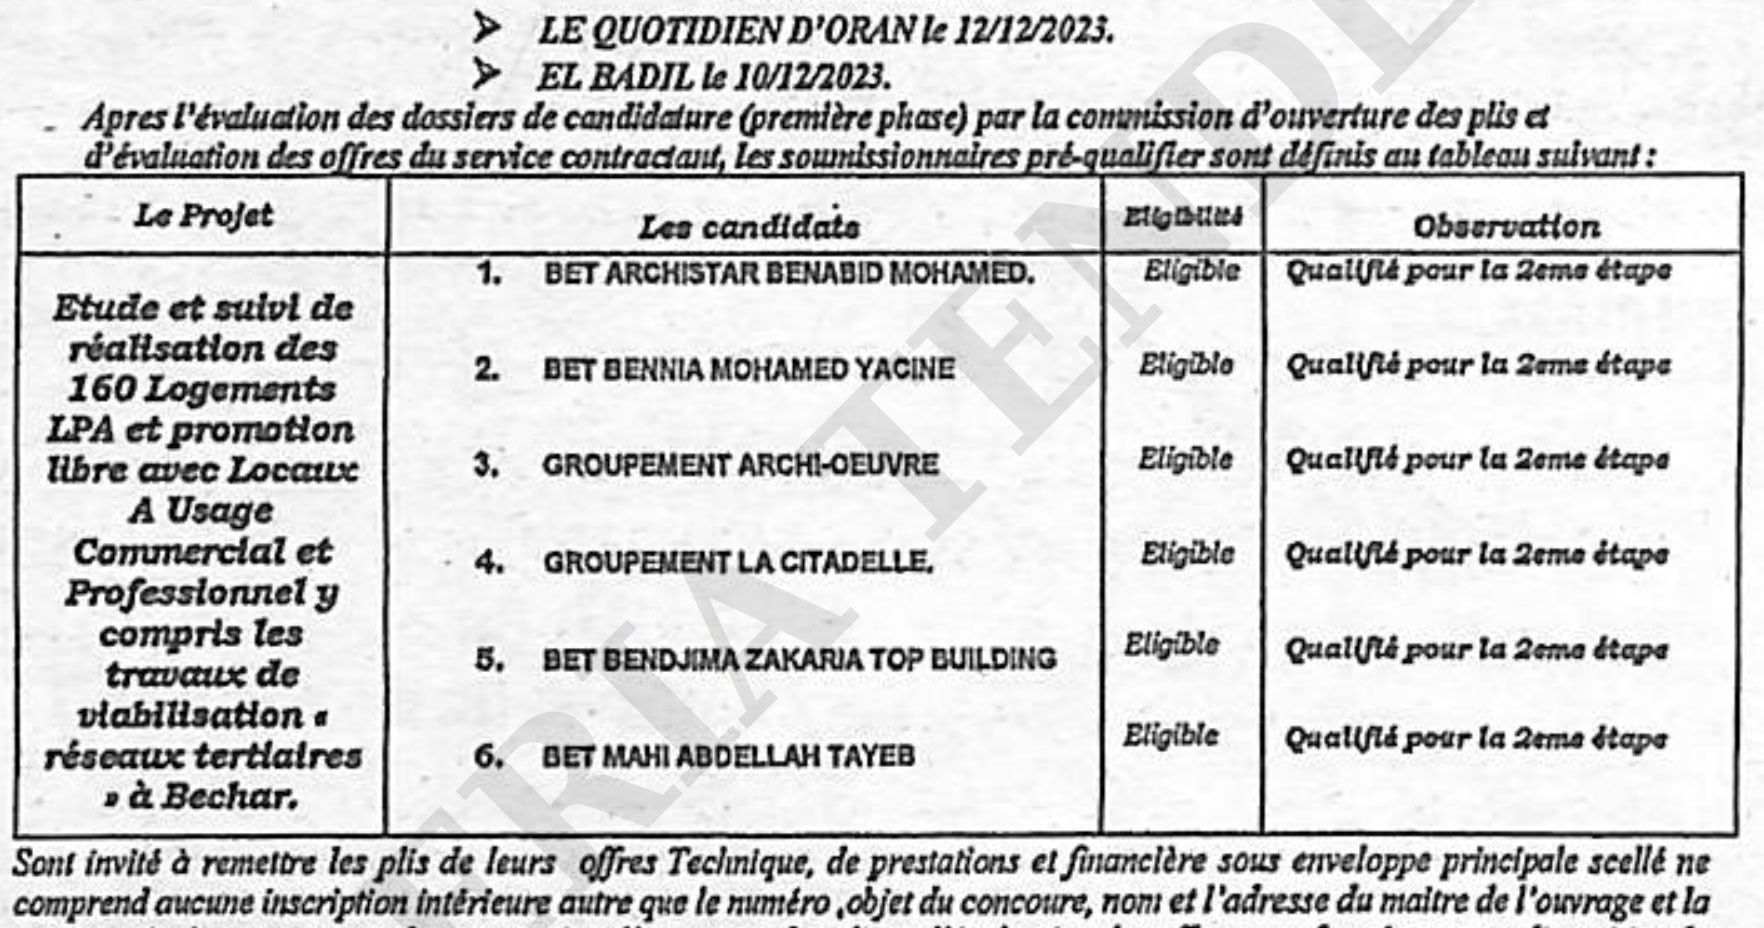 ➢ LE QUOTIDIEN D'ORAN le 12/12/2023.
➢ EL BADIL le 10/12/2023.
- Apres l'évaluation des dossiers de candidature (première phase) par la commission d'ouverture des plis et
d'évaluation des offres du service contractant, les soumissionnaires pré-qualifier sont définis au tableau suivant :
Le Projet Les candidats Eligibilité Observation
Etude et suivi de
réalisation des
160 Logements
LPA et promotion
libre avec Locaux
A Usage
Commercial et
Professionnel y
compris les
travaux de
viabilisation «
réseaux tertiaires
» à Bechar.
1. BET ARCHISTAR BENABID MOHAMED. Eligible Qualifié pour la 2eme étape
2. BET BENNIA MOHAMED YACINE Eligible Qualifié pour la 2eme étape
3. GROUPEMENT ARCHI-OEUVRE Eligible Qualifié pour la 2eme étape
4. GROUPEMENT LA CITADELLE. Eligible Qualifié pour la 2eme étape
5. BET BENDJIMA ZAKARIA TOP BUILDING Eligible Qualifié pour la 2eme étape
6. BET MAHI ABDELLAH TAYEB Eligible Qualifié pour la 2eme étape
Sont invité à remettre les plis de leurs offres Technique, de prestations et financière sous enveloppe principale scellé ne
comprend aucune inscription intérieure autre que le numéro ,objet du concoure, nom et l'adresse du maitre de l'ouvrage et la
RIA TENDE